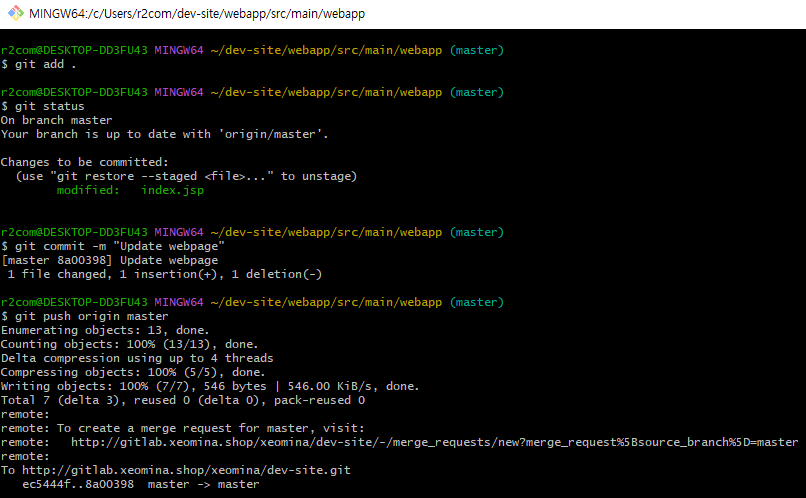 MINGW64:/c/Users/r2com/dev-site/webapp/src/main/webapp
r2com@DESKTOP-DD3FU43 MINGW64 ~/dev-site/webapp/src/main/webapp (master)
$ git add .
r2com@DESKTOP-DD3FU43 MINGW64 ~/dev-site/webapp/src/main/webapp (master)
$ git status
On branch master
Your branch is up to date with 'origin/master'.
Changes to be committed:
  (use "git restore --staged <file>..." to unstage)
        modified:   index.jsp
r2com@DESKTOP-DD3FU43 MINGW64 ~/dev-site/webapp/src/main/webapp (master)
$ git commit -m "Update webpage"
[master 8a00398] Update webpage
 1 file changed, 1 insertion(+), 1 deletion(-)
r2com@DESKTOP-DD3FU43 MINGW64 ~/dev-site/webapp/src/main/webapp (master)
$ git push origin master
Enumerating objects: 13, done.
Counting objects: 100% (13/13), done.
Delta compression using up to 4 threads
Compressing objects: 100% (5/5), done.
Writing objects: 100% (7/7), 546 bytes | 546.00 KiB/s, done.
Total 7 (delta 3), reused 0 (delta 0), pack-reused 0
remote:
remote: To create a merge request for master, visit:
remote:   http://gitlab.xeomina.shop/xeomina/dev-site/-/merge_requests/new?merge_request%5Bsource_branch%5D=master
remote:
To http://gitlab.xeomina.shop/xeomina/dev-site.git
   ec5444f..8a00398  master -> master